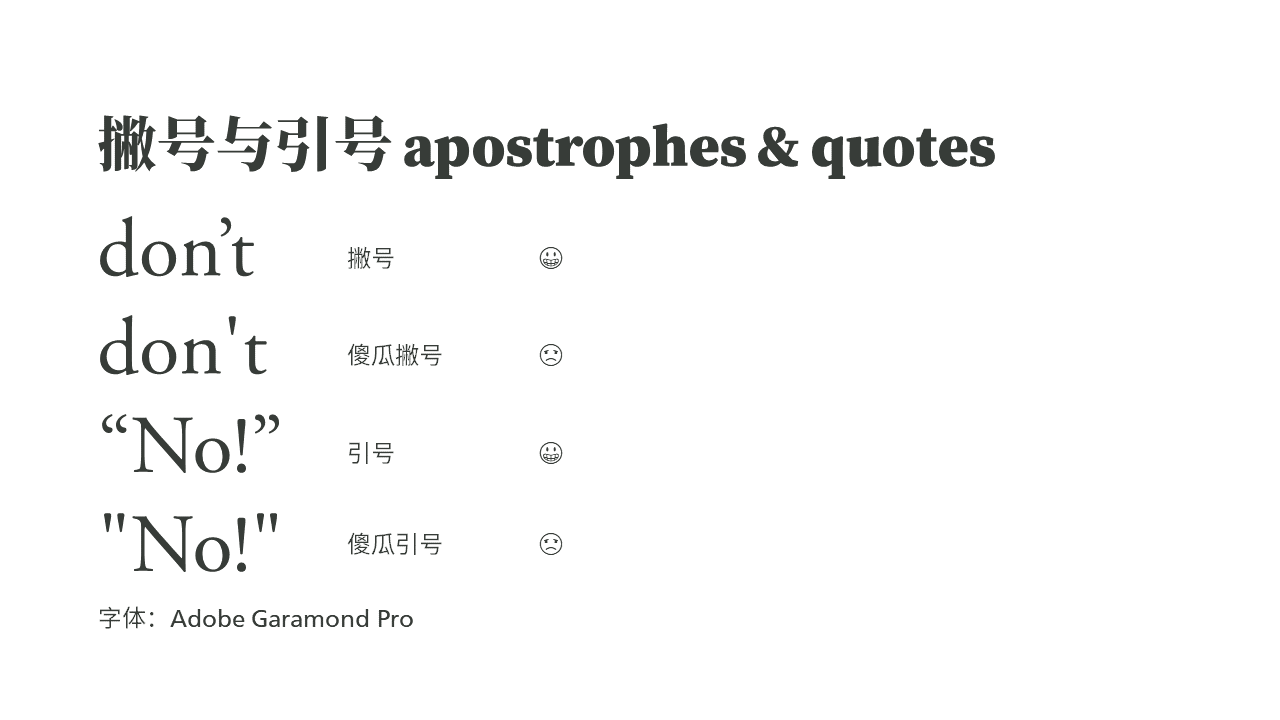 撇号与引号 apostrophes & quotes
don’t 撇号 😀
don't 傻瓜撇号 😞
“No!” 引号 😀
"No!" 傻瓜引号 😞
字体：Adobe Garamond Pro